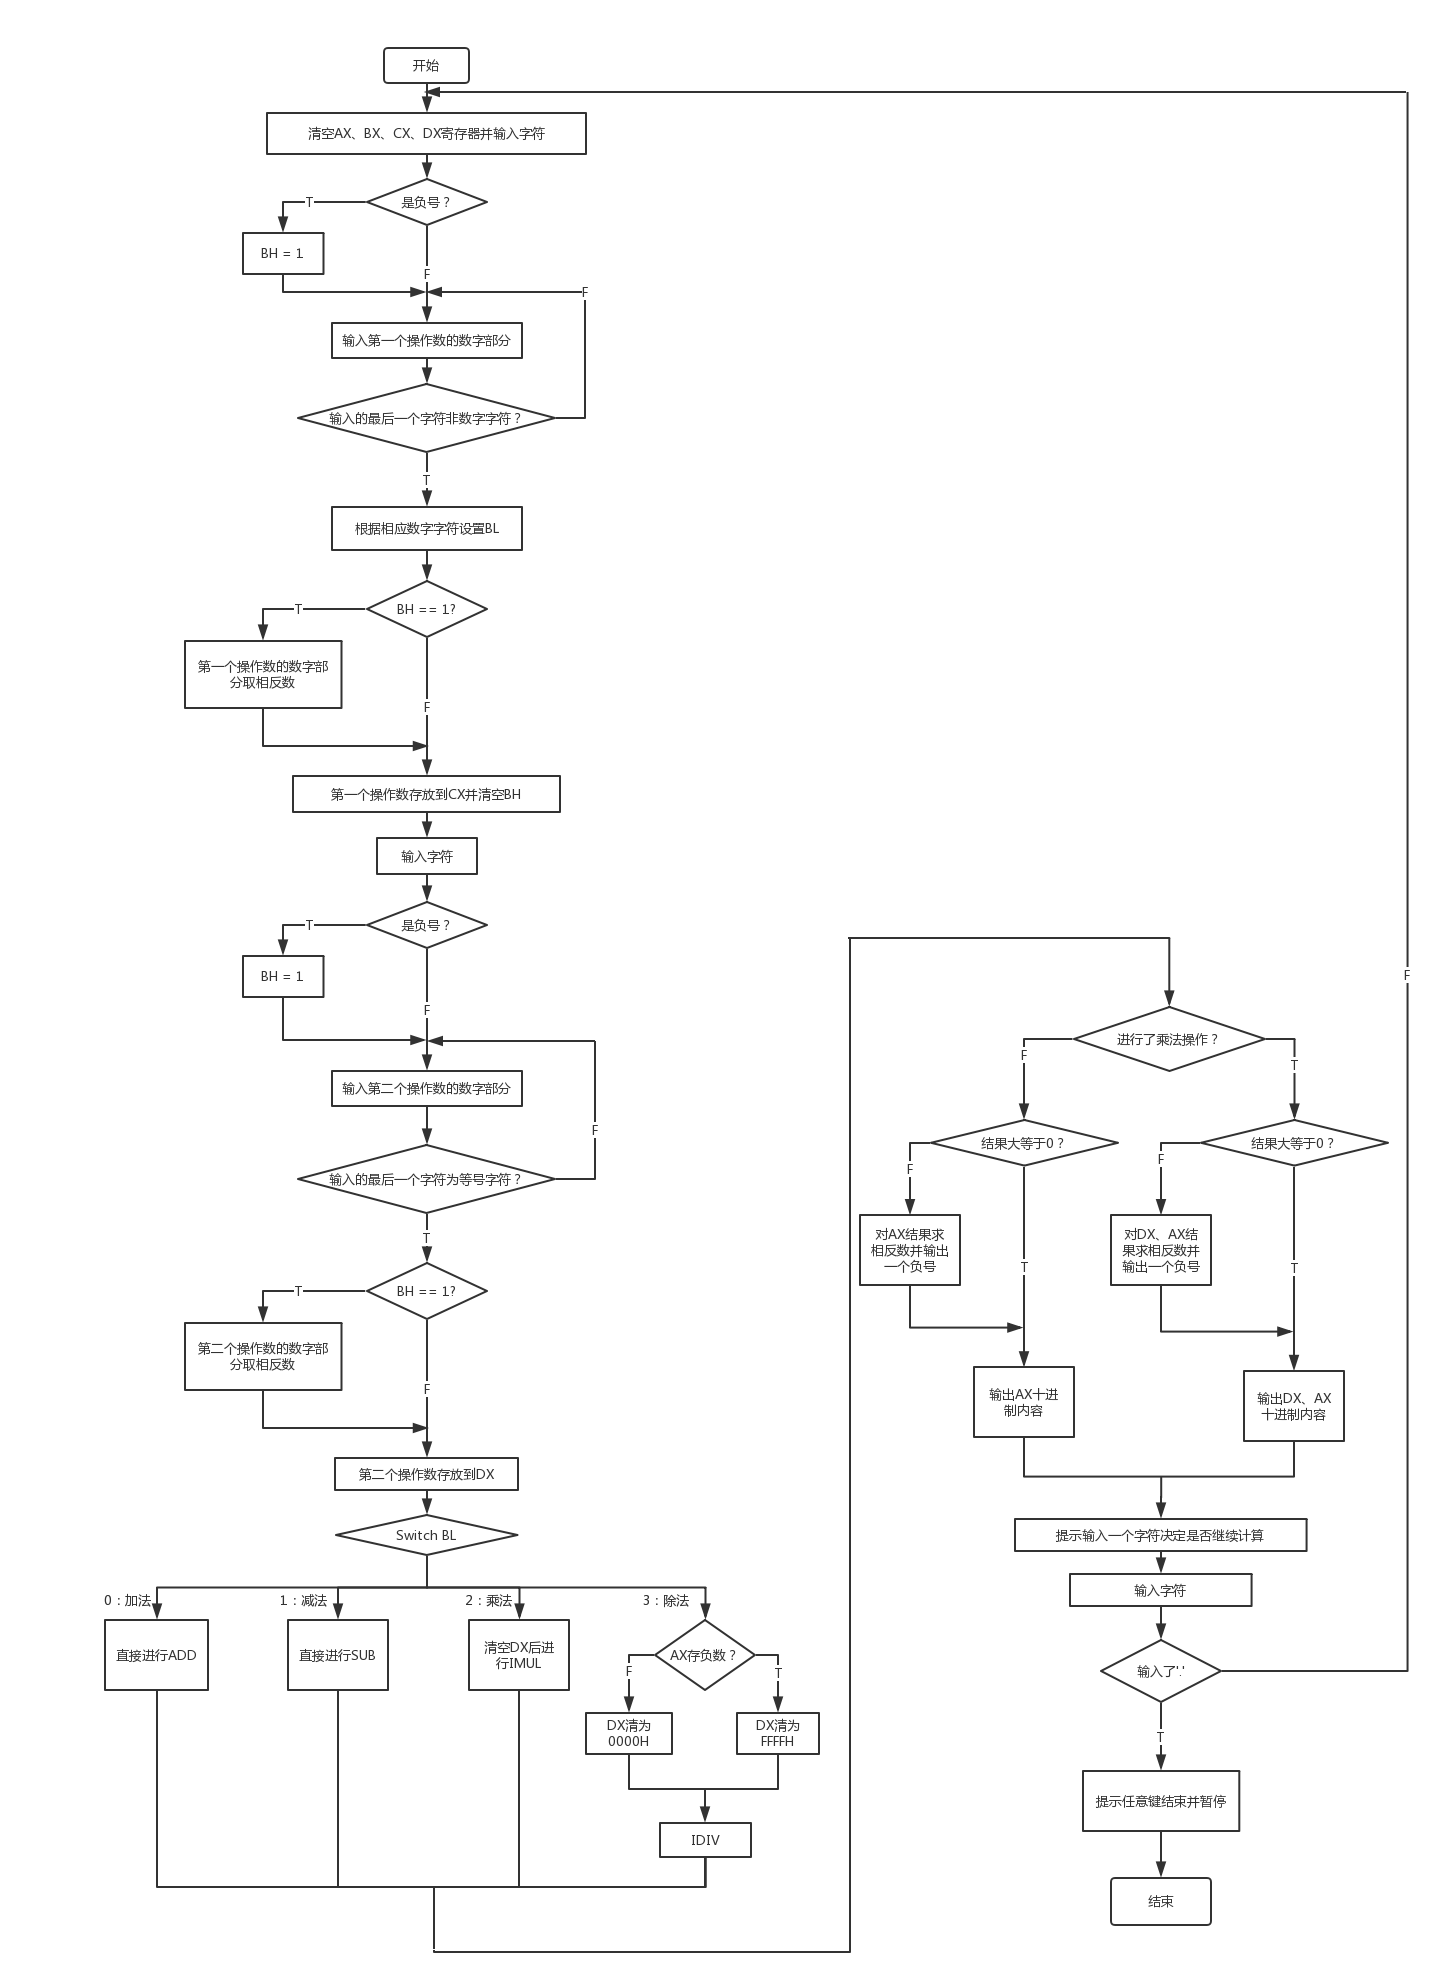 开始
清空AX、BX、CX、DX寄存器并输入字符
是负号？
T
BH = 1
F
F
输入第一个操作数的数字部分
输入的最后一个字符非数字字符？
T
根据相应数字字符设置BL
BH == 1?
T
第一个操作数的数字部
分取相反数
F
第一个操作数存放到CX并清空BH
输入字符
是负号？
T
BH = 1
F
输入第二个操作数的数字部分
F
输入的最后一个字符为等号字符？
T
BH == 1?
T
第二个操作数的数字部
分取相反数
F
第二个操作数存放到DX
Switch BL
0：加法
1：减法
2：乘法
3：除法
直接进行ADD
直接进行SUB
清空DX后进
行IMUL
AX存负数？
F
T
DX清为
0000H
DX清为
FFFFH
IDIV
进行了乘法操作？
F
T
结果大等于0？
结果大等于0？
F
F
对AX结果求
相反数并输出
一个负号
对DX、AX结
果求相反数并
输出一个负号
T
T
输出AX十进
制内容
输出DX、AX
十进制内容
提示输入一个字符决定是否继续计算
输入字符
输入了'.'
F
T
提示任意键结束并暂停
结束